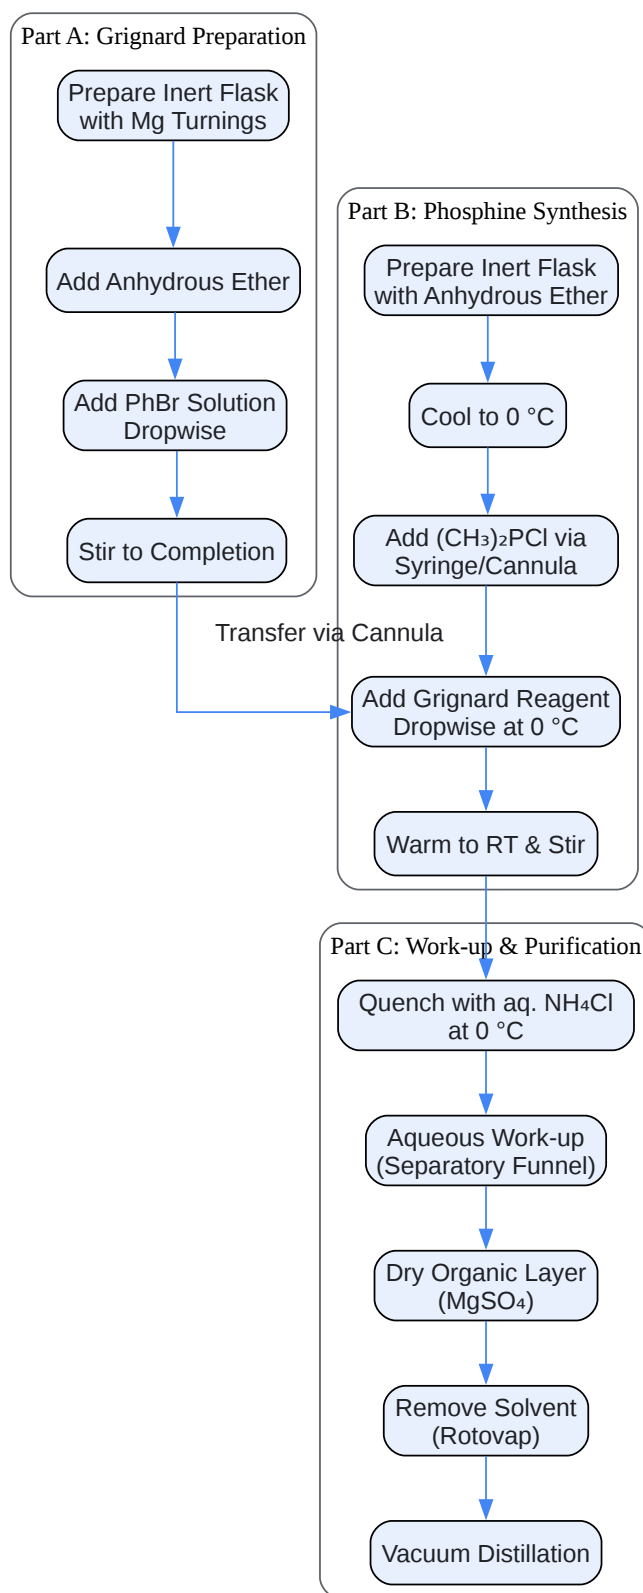 Part A: Grignard Preparation
Prepare Inert Flask
with Mg Turnings
Add Anhydrous Ether
Add PhBr Solution
Dropwise
Stir to Completion
Transfer via Cannula
Part B: Phosphine Synthesis
Prepare Inert Flask
with Anhydrous Ether
Cool to 0 °C
Add (CH₃)₂PCl via
Syringe/Cannula
Add Grignard Reagent
Dropwise at 0 °C
Warm to RT & Stir
Part C: Work-up & Purification
Quench with aq. NH₄Cl
at 0 °C
Aqueous Work-up
(Separatory Funnel)
Dry Organic Layer
(MgSO₄)
Remove Solvent
(Rotovap)
Vacuum Distillation